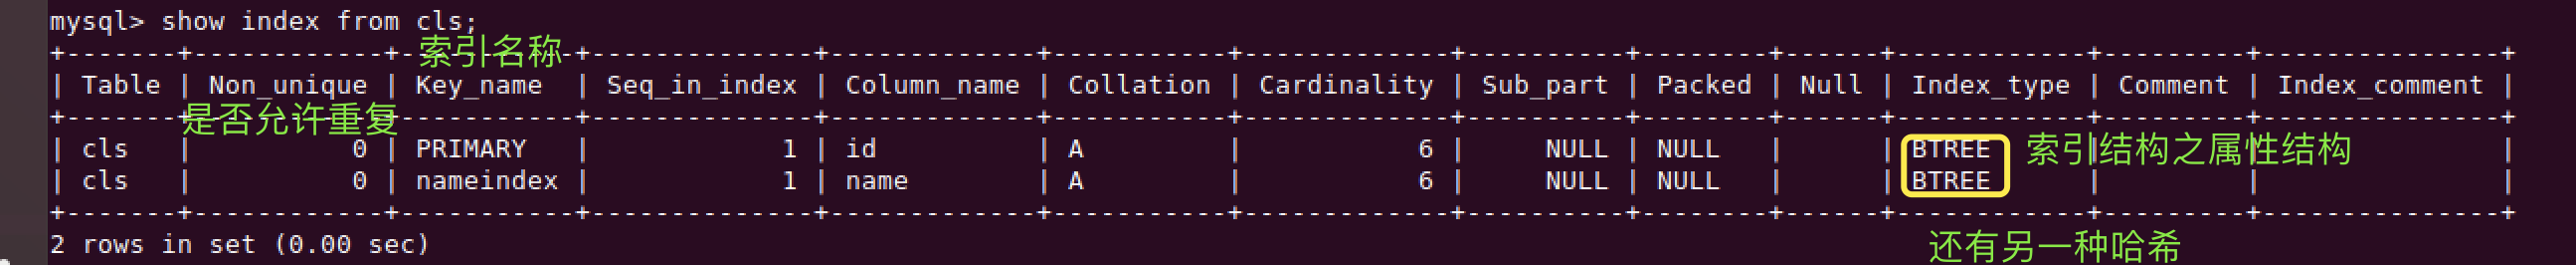 mysql> show index from cls;
索引名称
| Table | Non_unique | Key_name | Seq_in_index | Column_name | Collation | Cardinality | Sub_part | Packed | Null | Index_type | Comment | Index_comment |
是否允许重复
| cls | 0 | PRIMARY | 1 | id | A | 6 | NULL | NULL | | BTREE | | |
索引结构之属性结构
| cls | 0 | nameindex | 1 | name | A | 6 | NULL | NULL | | BTREE | | |
2 rows in set (0.00 sec)
还有另一种哈希